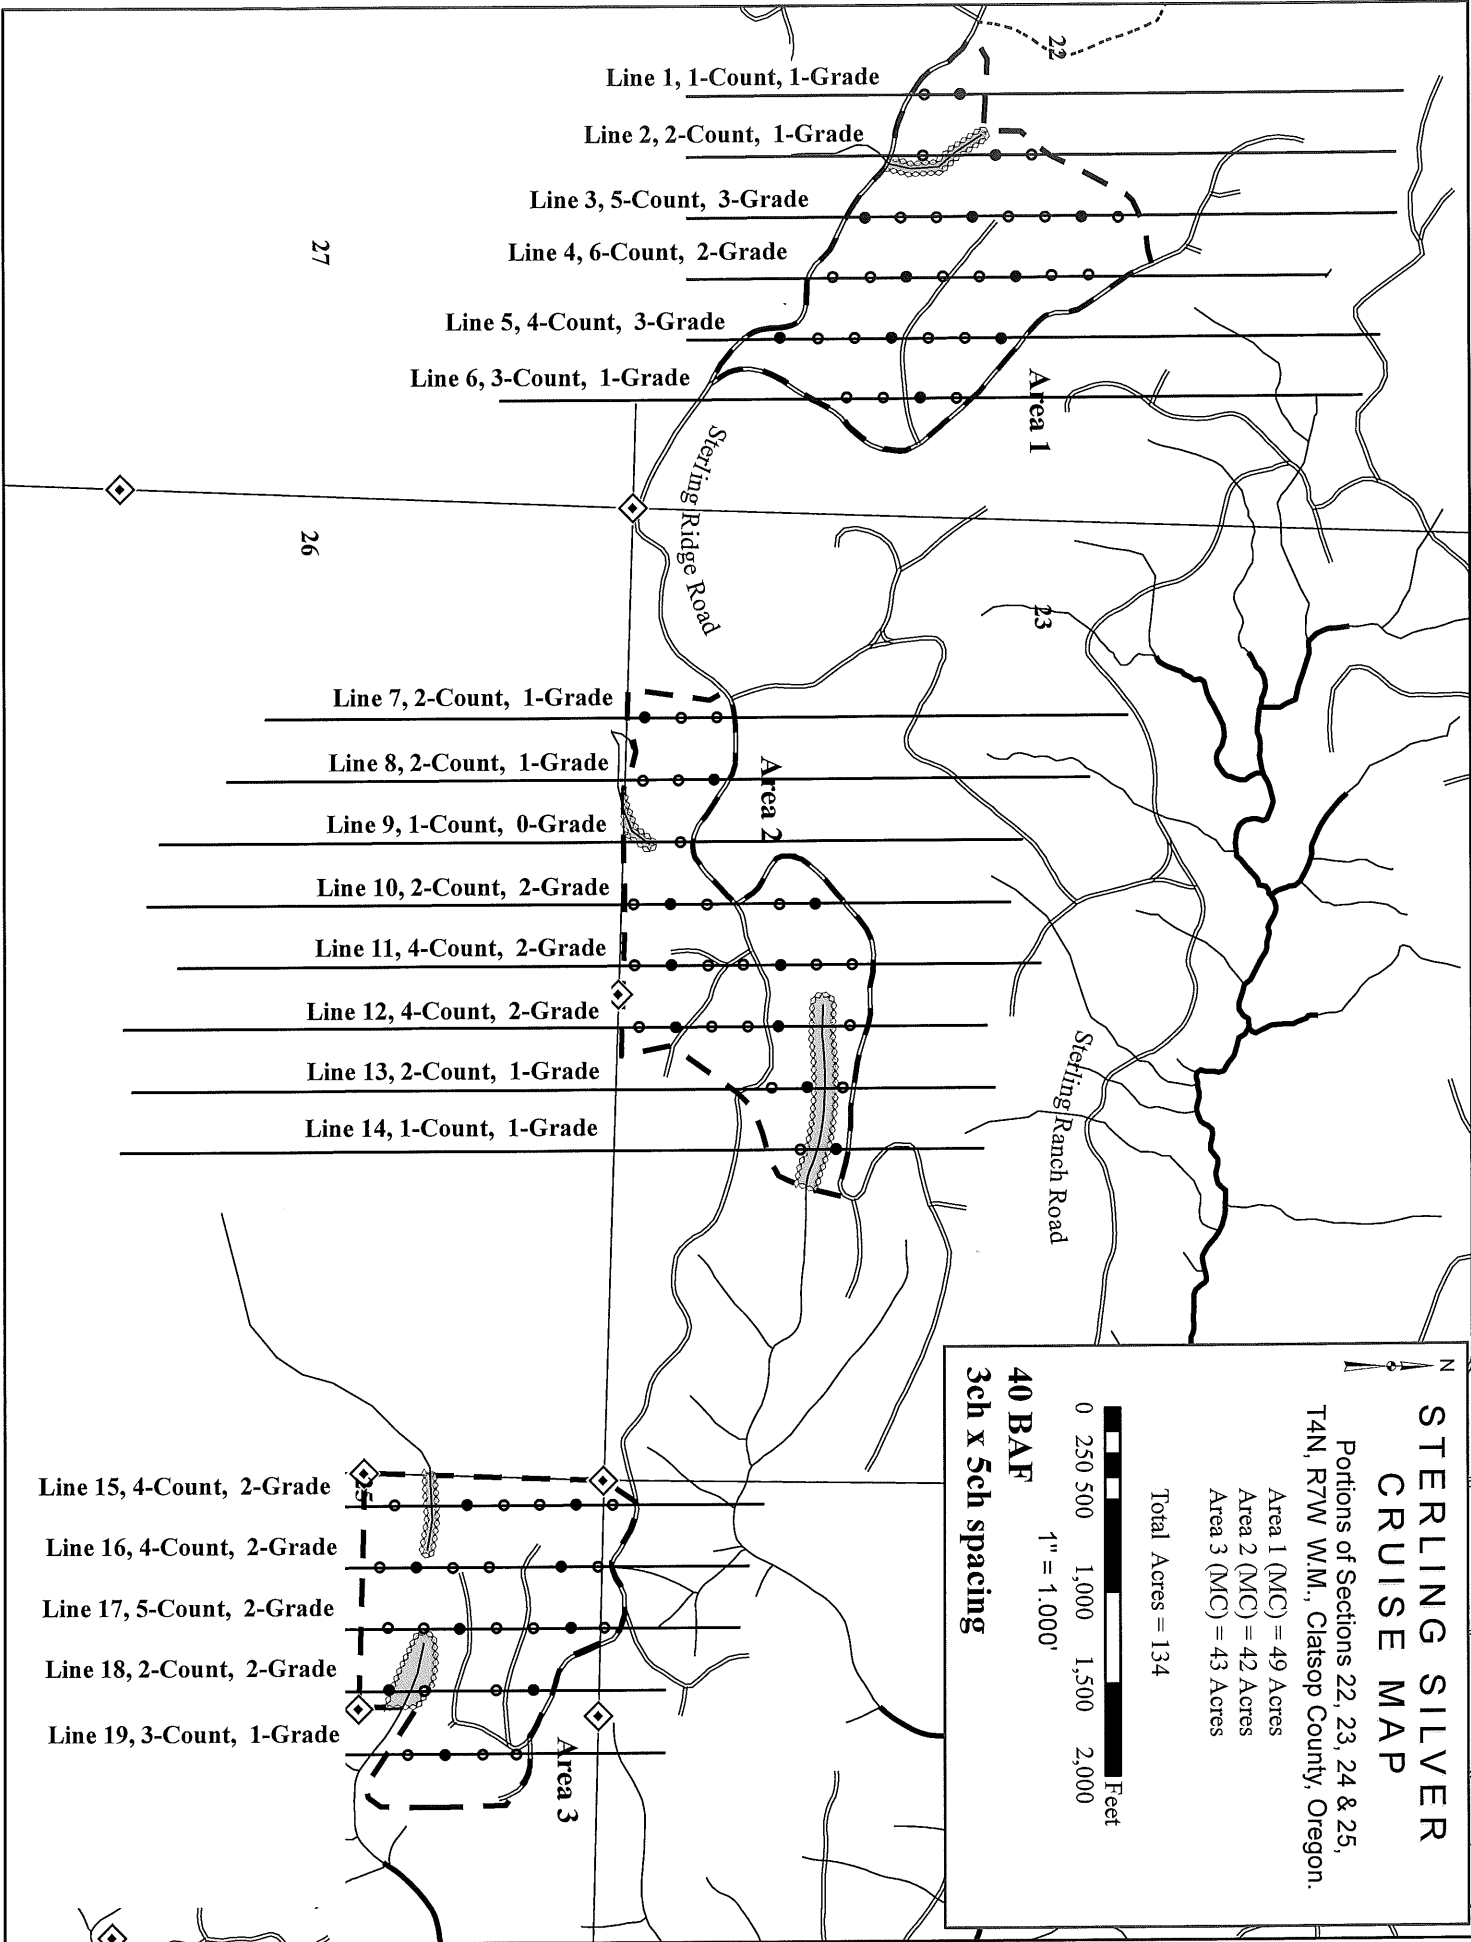 STERLING SILVER
CRUISE MAP
Portions of Sections 22, 23, 24 & 25,
T4N, R7W W.M., Clatsop County, Oregon.
Area 1 (MC) = 49 Acres
Area 2 (MC) = 42 Acres
Area 3 (MC) = 43 Acres
Total Acres = 134
N
0 250 500 1,000 1,500 2,000
Feet
1" = 1.000'
40 BAF
3ch x 5ch spacing
Line 1, 1-Count, 1-Grade
Line 2, 2-Count, 1-Grade
Line 3, 5-Count, 3-Grade
Line 4, 6-Count, 2-Grade
Line 5, 4-Count, 3-Grade
Line 6, 3-Count, 1-Grade
Line 7, 2-Count, 1-Grade
Line 8, 2-Count, 1-Grade
Line 9, 1-Count, 0-Grade
Line 10, 2-Count, 2-Grade
Line 11, 4-Count, 2-Grade
Line 12, 4-Count, 2-Grade
Line 13, 2-Count, 1-Grade
Line 14, 1-Count, 1-Grade
Line 15, 4-Count, 2-Grade
Line 16, 4-Count, 2-Grade
Line 17, 5-Count, 2-Grade
Line 18, 2-Count, 2-Grade
Line 19, 3-Count, 1-Grade
22
27
26
23
25
Area 1
Area 2
Area 3
Sterling Ridge Road
Sterling Ranch Road